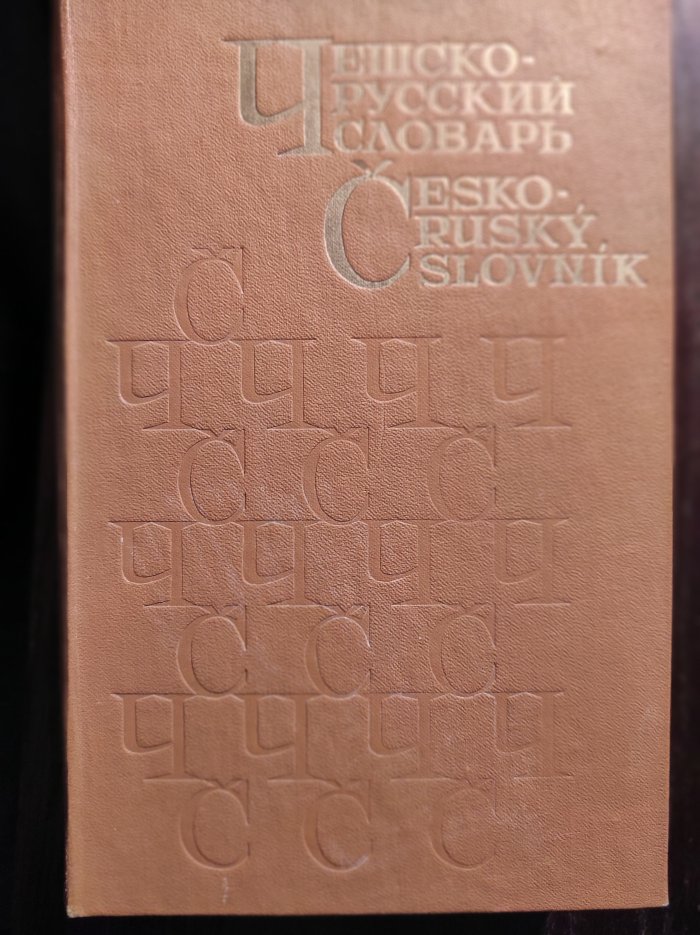 Чешско-
русский
словарь
Česko-
ruský
slovník
Č
Ч Ч Ч Ч
Č Č Č
Ч Ч Ч Ч
Č Č Č
Ч Ч Ч Ч
Č Č Č